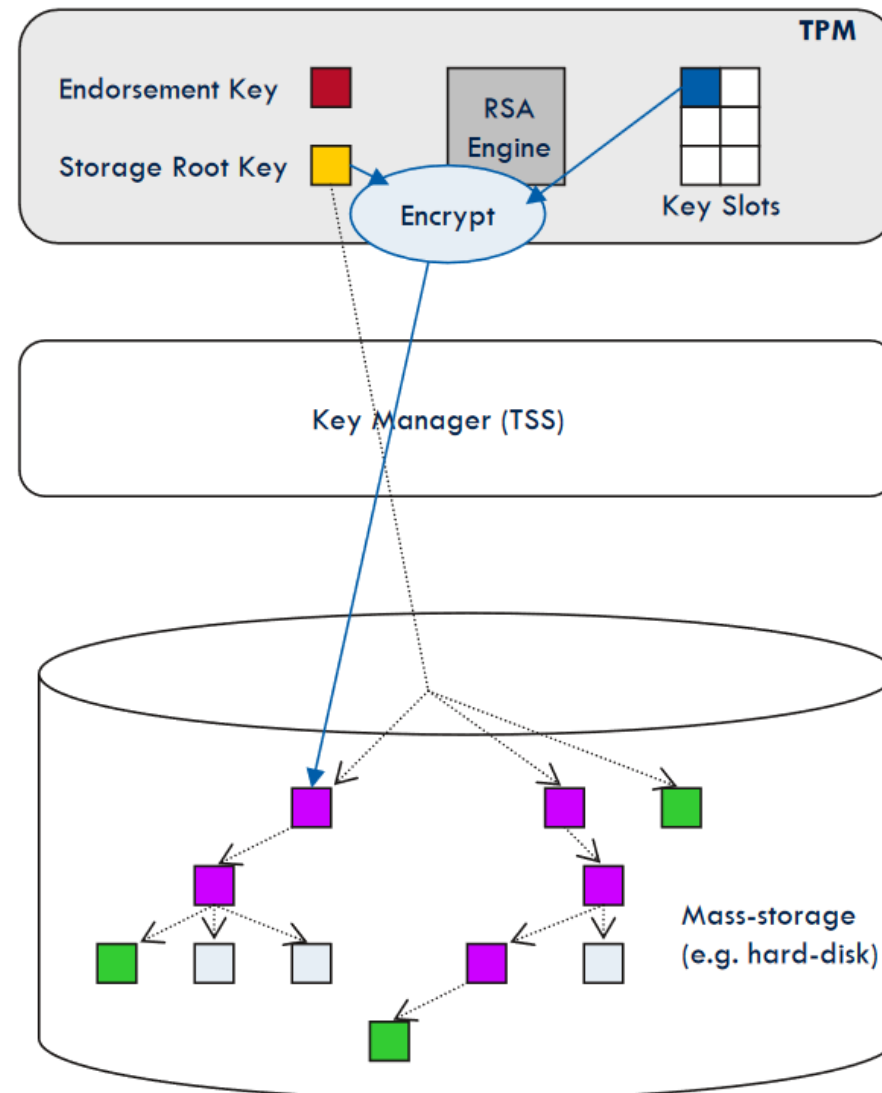 TPM
Endorsement Key
RSA
Engine
Storage Root Key
Encrypt
Key Slots
Key Manager (TSS)
Mass-storage
(e.g. hard-disk)